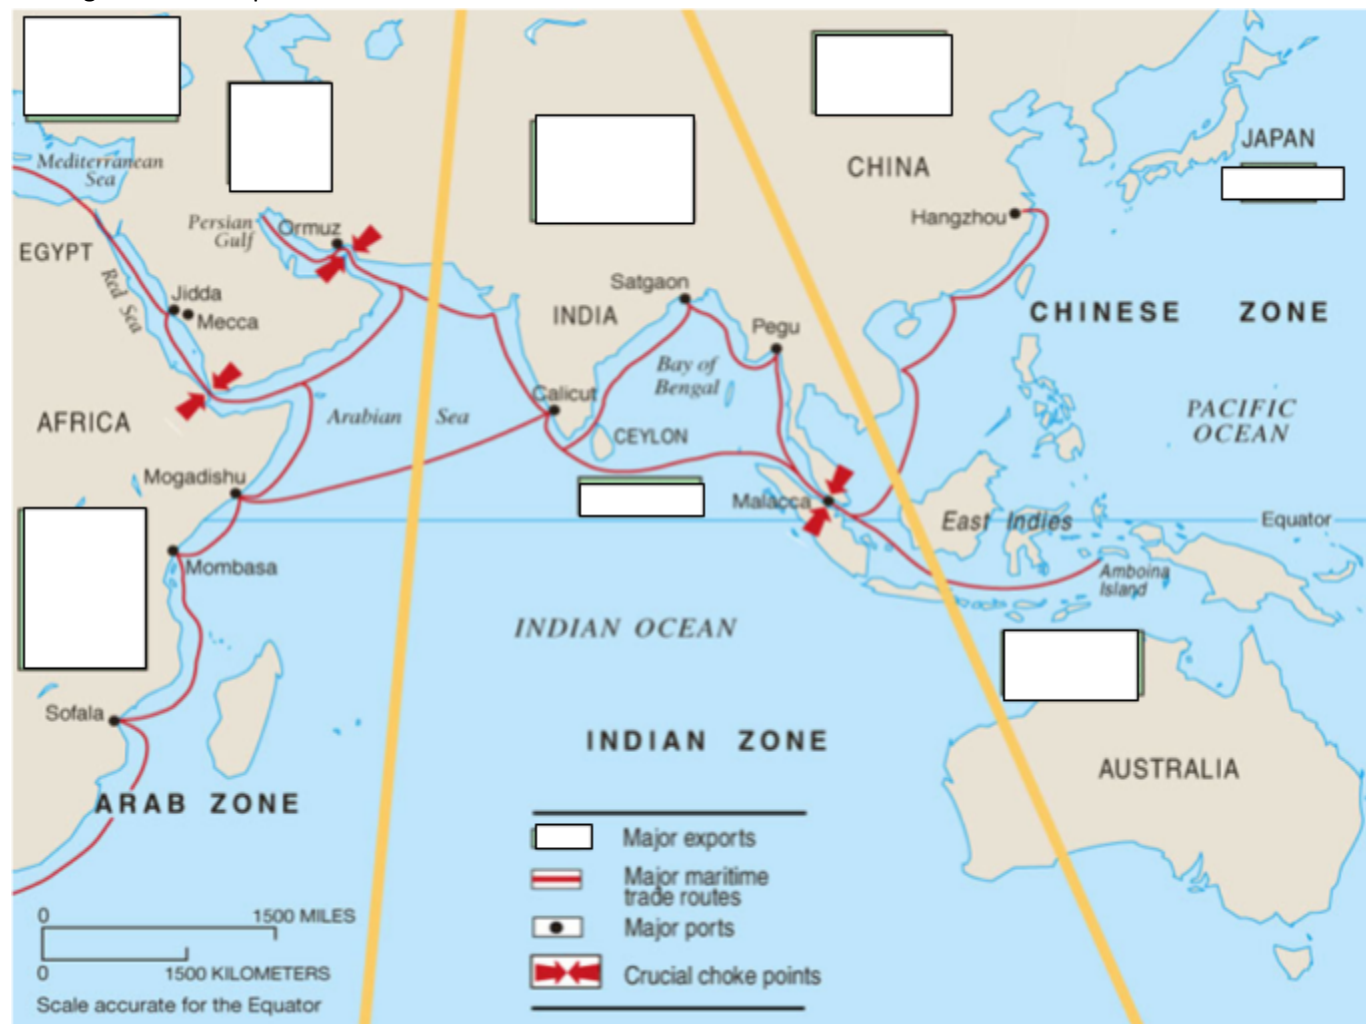 JAPAN
Mediterranean
Sea
CHINA
Hangzhou
Persian
Gulf
Ormuz
EGYPT
Red Sea
Jidda
Mecca
Satgaon
INDIA
Pegu
CHINESE ZONE
Bay of
Bengal
Calicut
AFRICA
Arabian Sea
CEYLON
PACIFIC
OCEAN
Mogadishu
Malacca
East Indies
Equator
Mombasa
Amboina
Island
INDIAN OCEAN
Sofala
INDIAN ZONE
AUSTRALIA
ARAB ZONE
Major exports
Major maritime
trade routes
Major ports
Crucial choke points
0 1500 MILES
0 1500 KILOMETERS
Scale accurate for the Equator